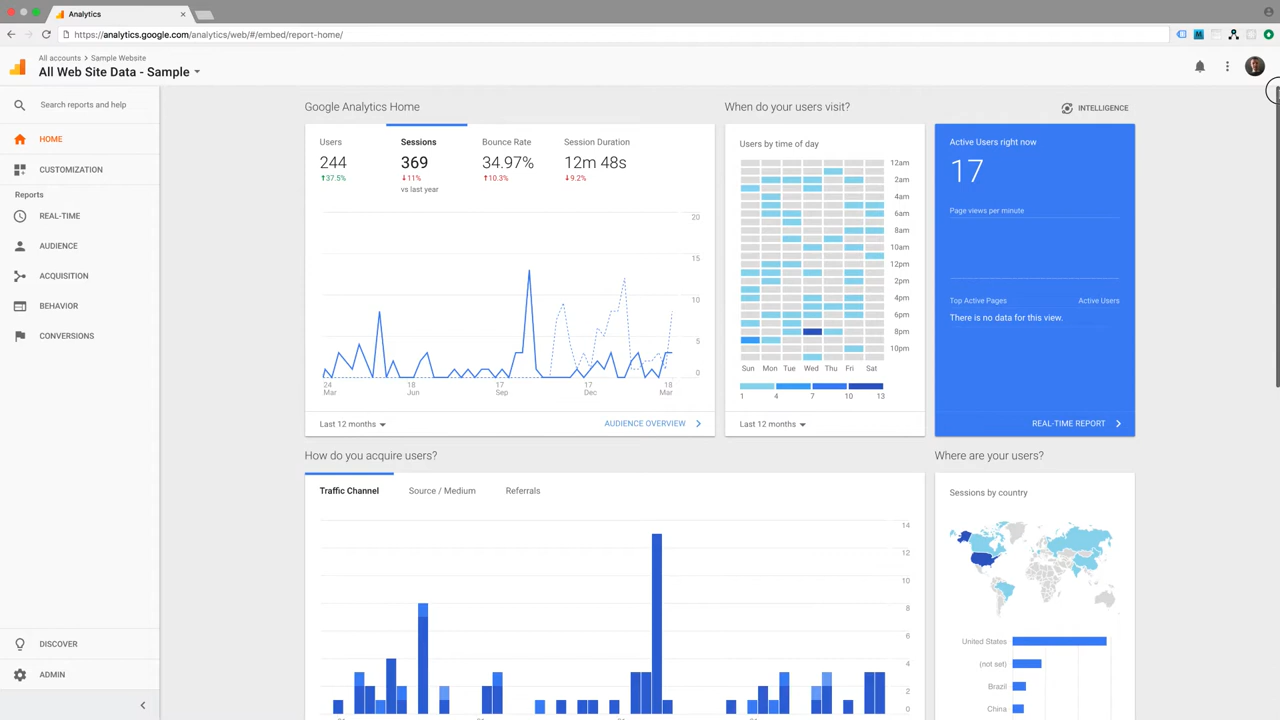 Analytics
https://analytics.google.com/analytics/web/#/embed/report-home/
All accounts > Sample Website
All Web Site Data - Sample
Search reports and help
HOME
CUSTOMIZATION
Reports
REAL-TIME
AUDIENCE
ACQUISITION
BEHAVIOR
CONVERSIONS
DISCOVER
ADMIN
Google Analytics Home
Users
244
37.5%
Sessions
369
11%
vs last year
Bounce Rate
34.97%
10.3%
Session Duration
12m 48s
9.2%
20
15
10
5
0
24 Mar
18 Jun
17 Sep
17 Dec
18 Mar
Last 12 months
AUDIENCE OVERVIEW
When do your users visit?
Users by time of day
12am
2am
4am
6am
8am
10am
12pm
2pm
4pm
6pm
8pm
10pm
Sun Mon Tue Wed Thu Fri Sat
1 4 7 10 13
Last 12 months
INTELLIGENCE
Active Users right now
17
Page views per minute
Top Active Pages Active Users
There is no data for this view.
REAL-TIME REPORT
How do you acquire users?
Traffic Channel Source / Medium Referrals
14
12
10
8
6
4
2
0
Where are your users?
Sessions by country
United States
(not set)
Brazil
China